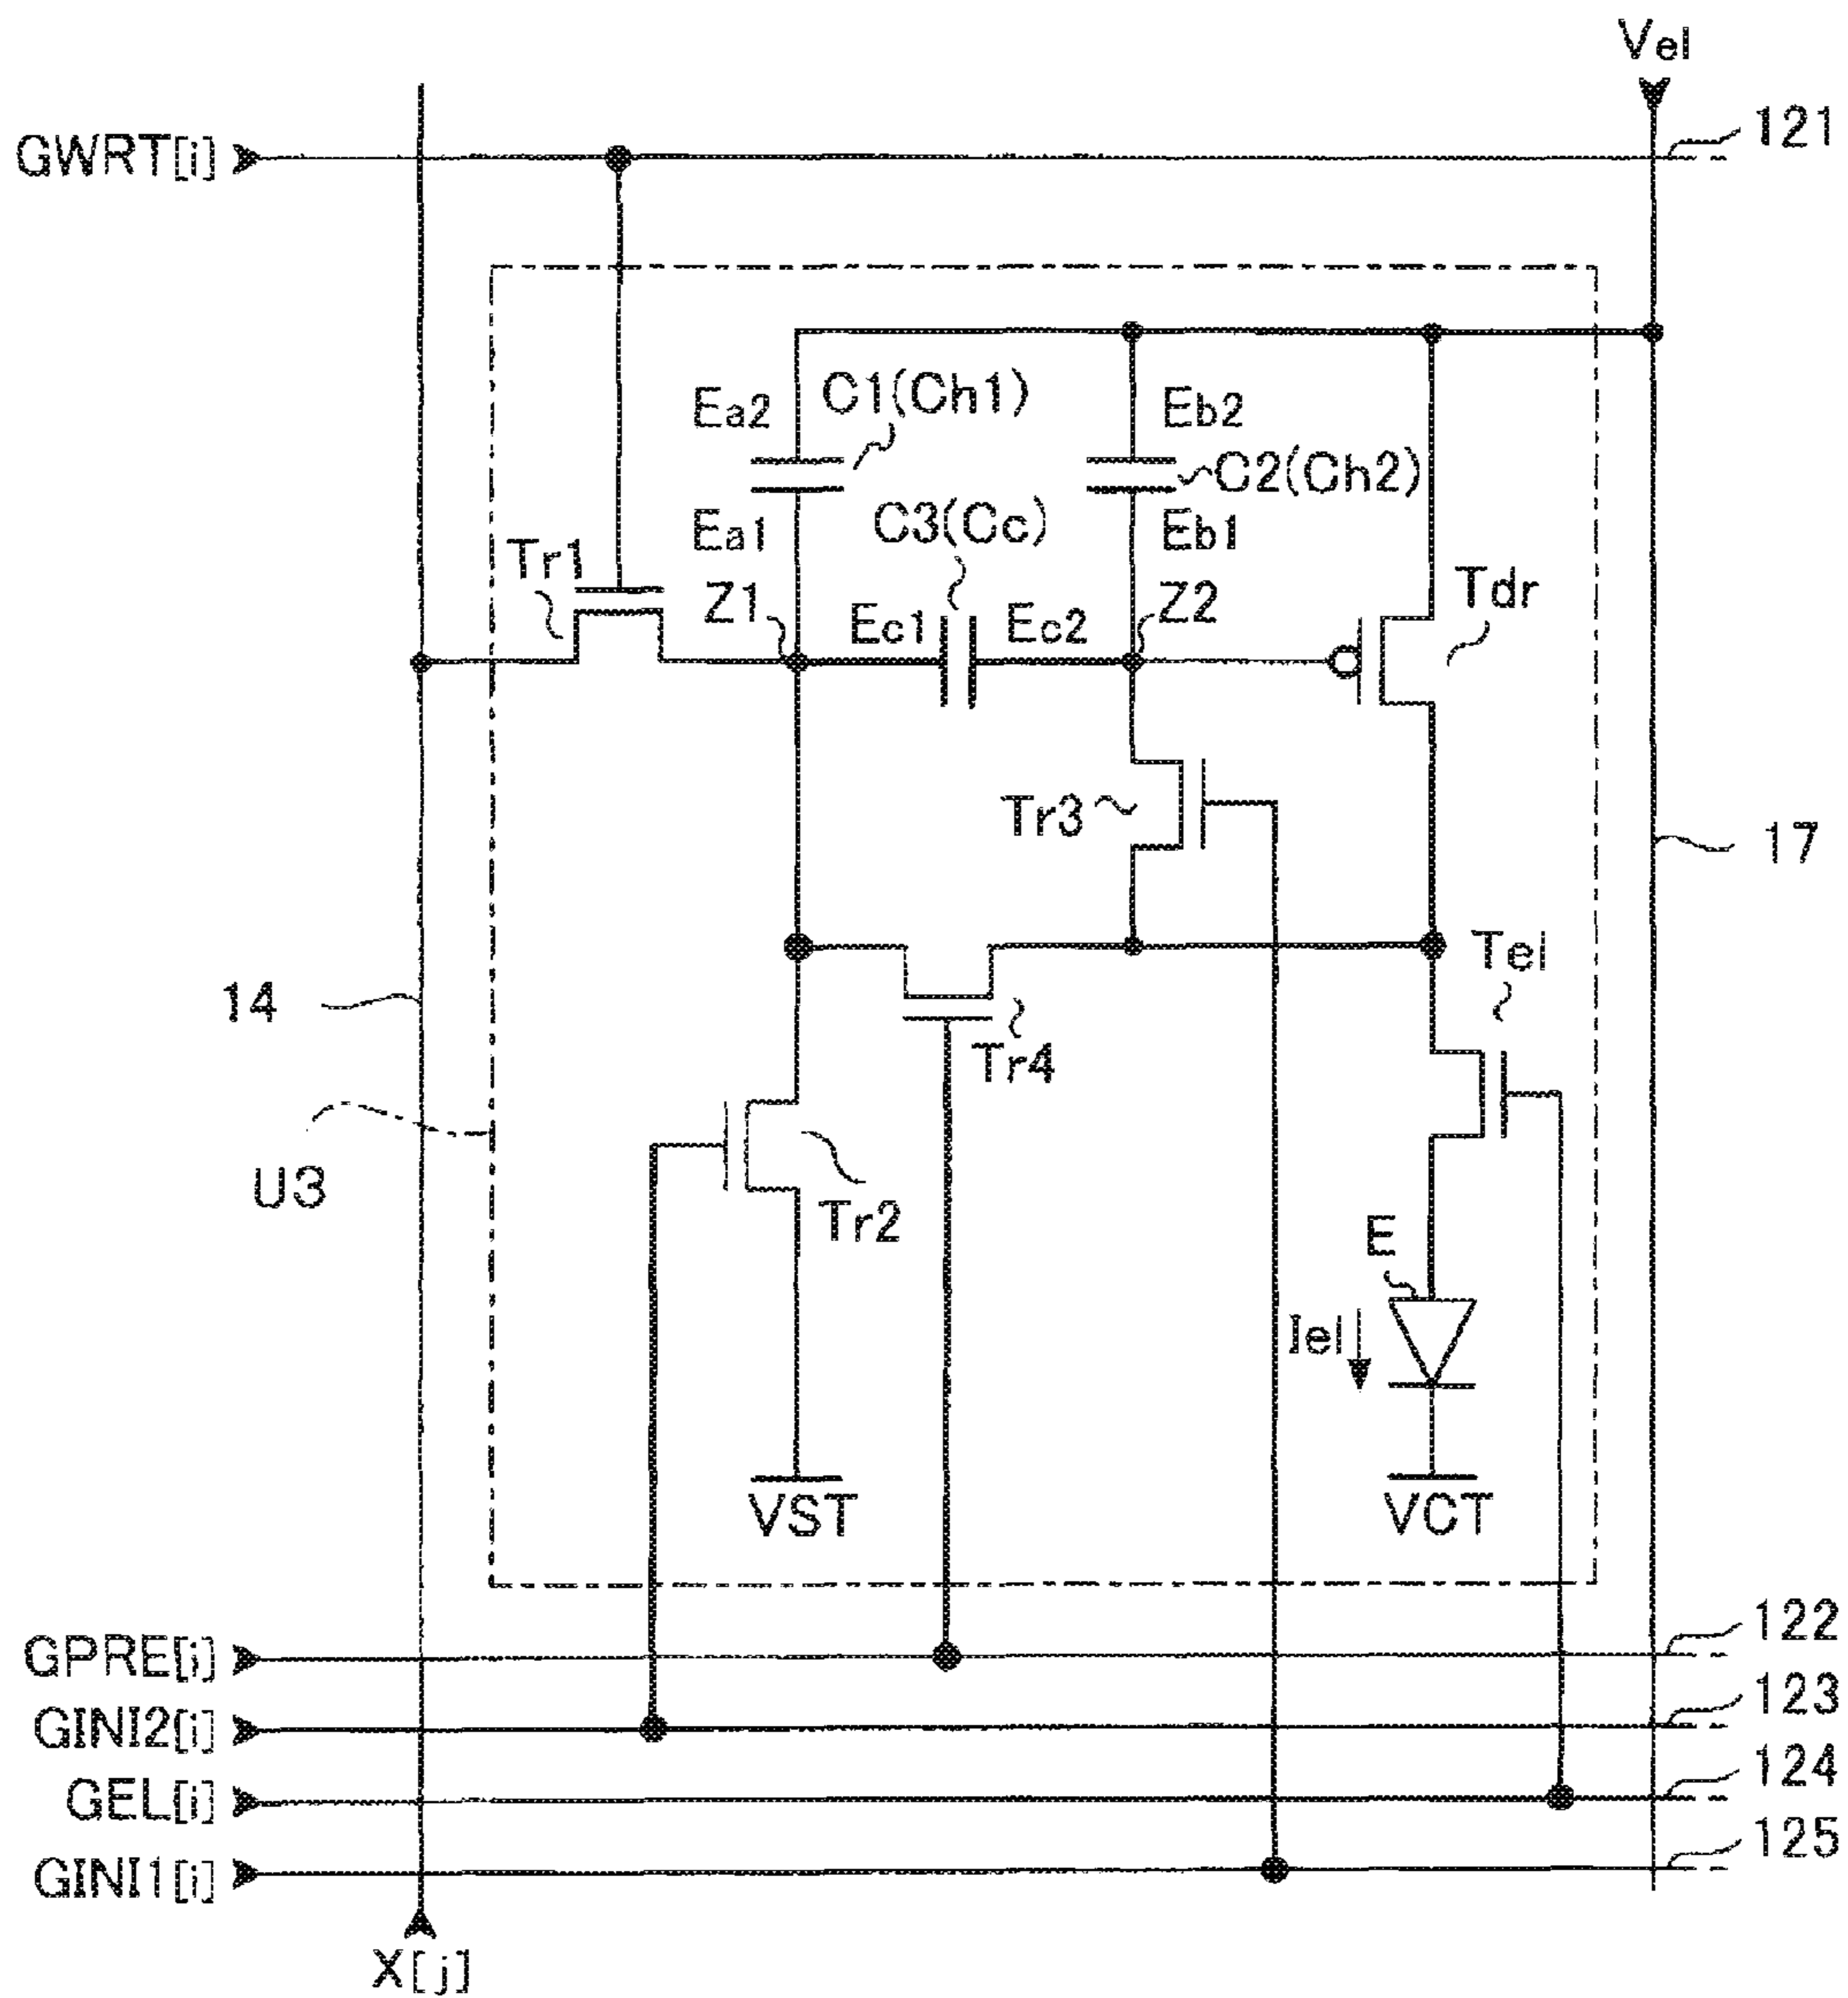 Vel
121
GWRT[i]
Ea2
C1(Ch1)
Eb2
C2(Ch2)
C3(Cc)
Ea1
Eb1
Tr1
Z1
Ec1
Ec2
Z2
Tdr
Tr3
17
14
Tel
Tr4
U3
Tr2
E
Iel
VST
VCT
122
GPRE[i]
123
GINI2[i]
124
GEL[i]
125
GINI1[i]
X[j]